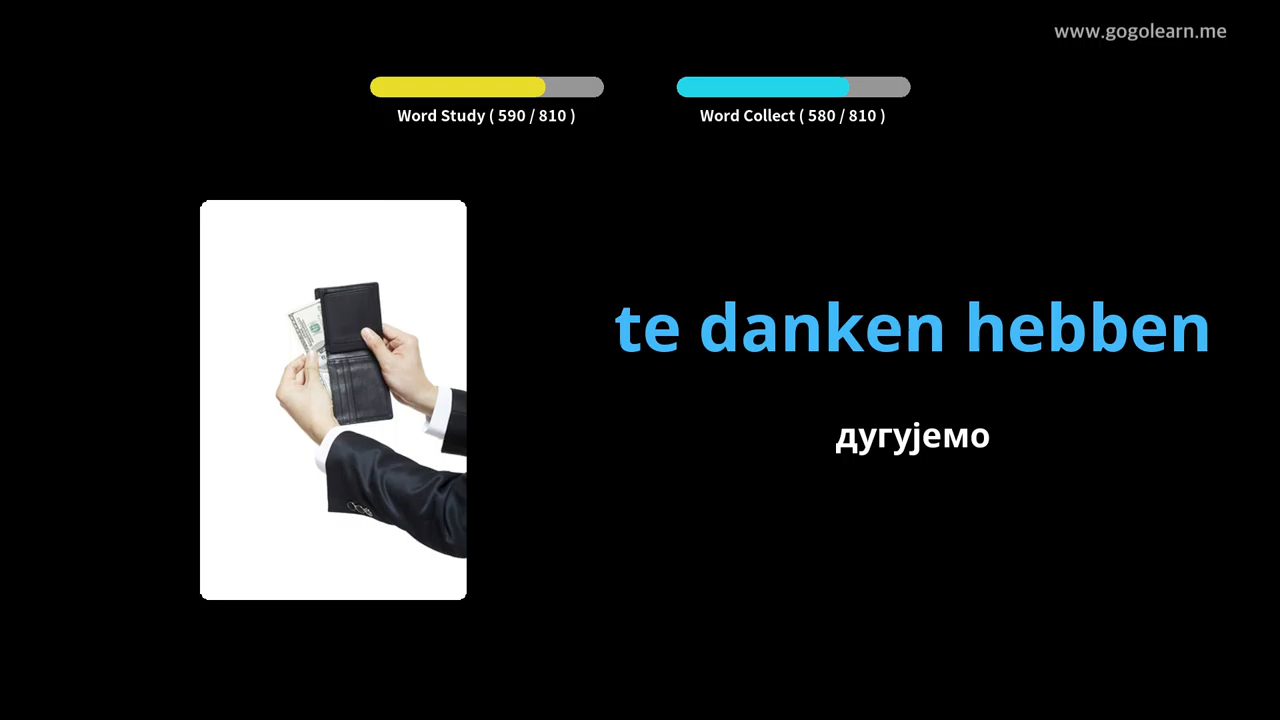 www.gogolearn.me
Word Study ( 590 / 810 )
Word Collect ( 580 / 810 )
te danken hebben
дугујемо